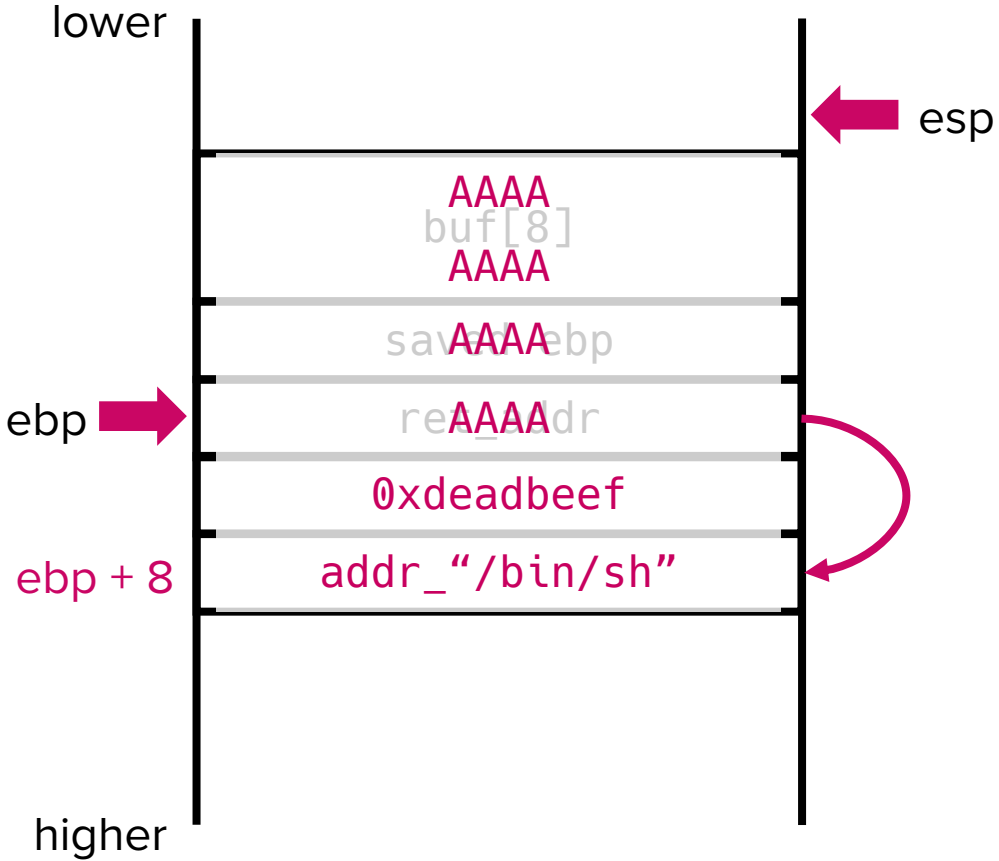 lower
esp
AAAA
buf[8]
AAAA
saved ebp
AAAA
ebp
ret_addr
AAAA
0xdeadbeef
ebp + 8
addr_“/bin/sh”
higher